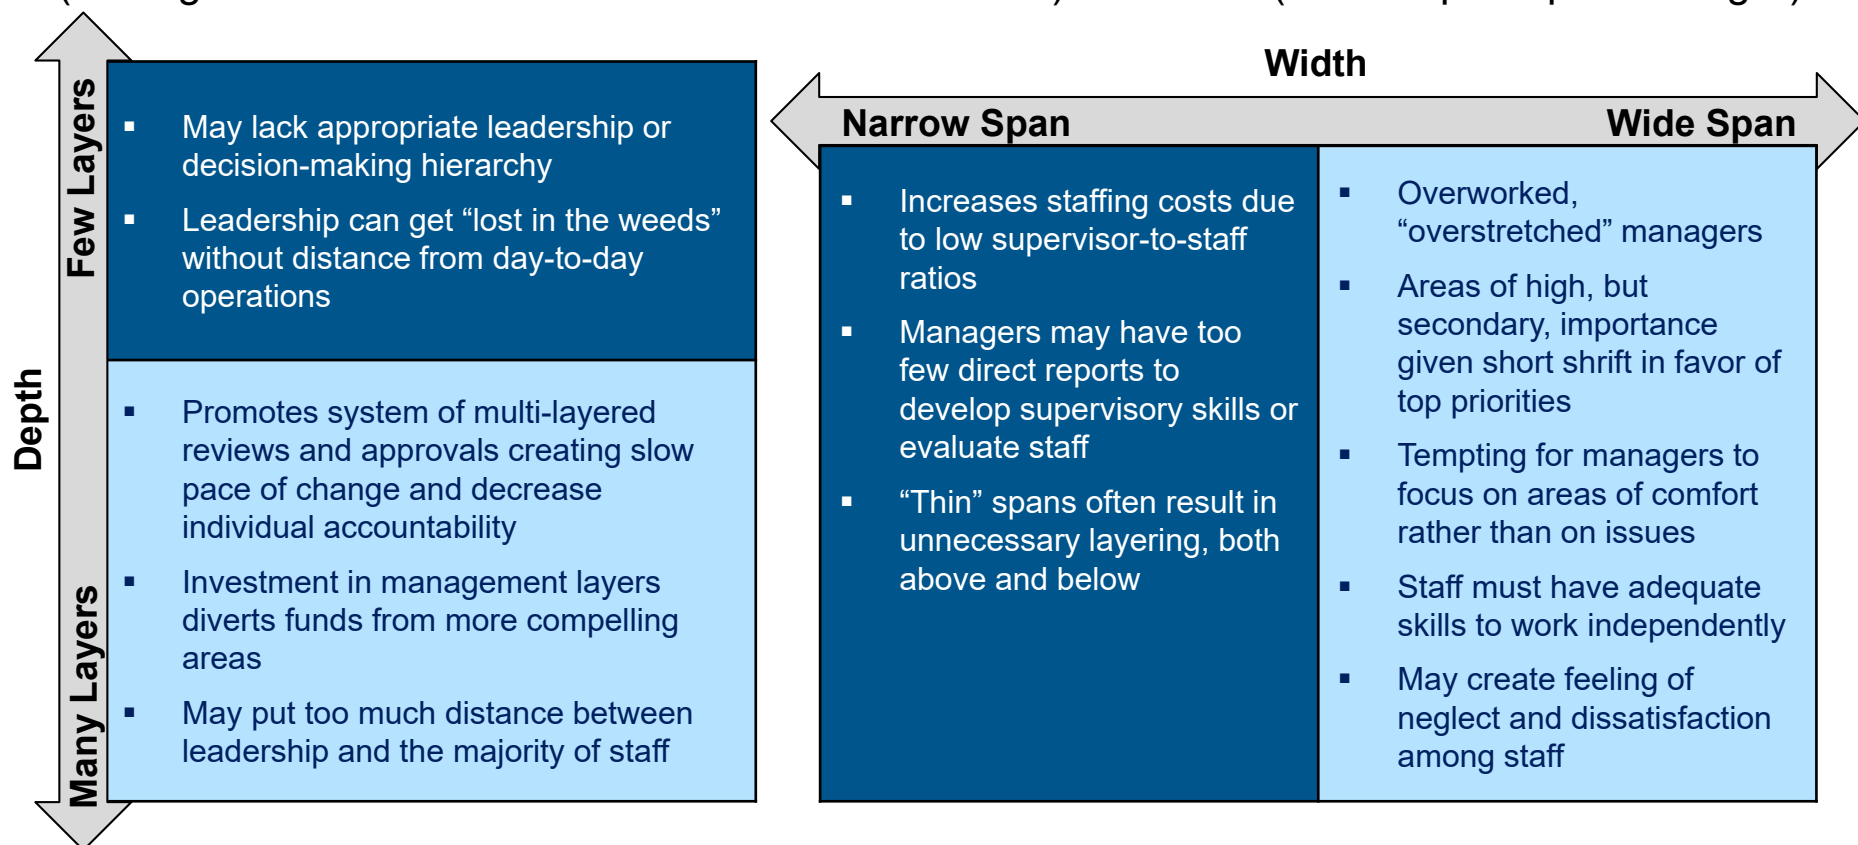 Depth
Few Layers
▪ May lack appropriate leadership or
decision-making hierarchy
▪ Leadership can get “lost in the weeds”
without distance from day-to-day
operations
Many Layers
▪ Promotes system of multi-layered
reviews and approvals creating slow
pace of change and decrease
individual accountability
▪ Investment in management layers
diverts funds from more compelling
areas
▪ May put too much distance between
leadership and the majority of staff
Width
Narrow Span
Wide Span
▪ Increases staffing costs due
to low supervisor-to-staff
ratios
▪ Managers may have too
few direct reports to
develop supervisory skills or
evaluate staff
▪ “Thin” spans often result in
unnecessary layering, both
above and below
▪ Overworked,
“overstretched” managers
▪ Areas of high, but
secondary, importance
given short shrift in favor of
top priorities
▪ Tempting for managers to
focus on areas of comfort
rather than on issues
▪ Staff must have adequate
skills to work independently
▪ May create feeling of
neglect and dissatisfaction
among staff